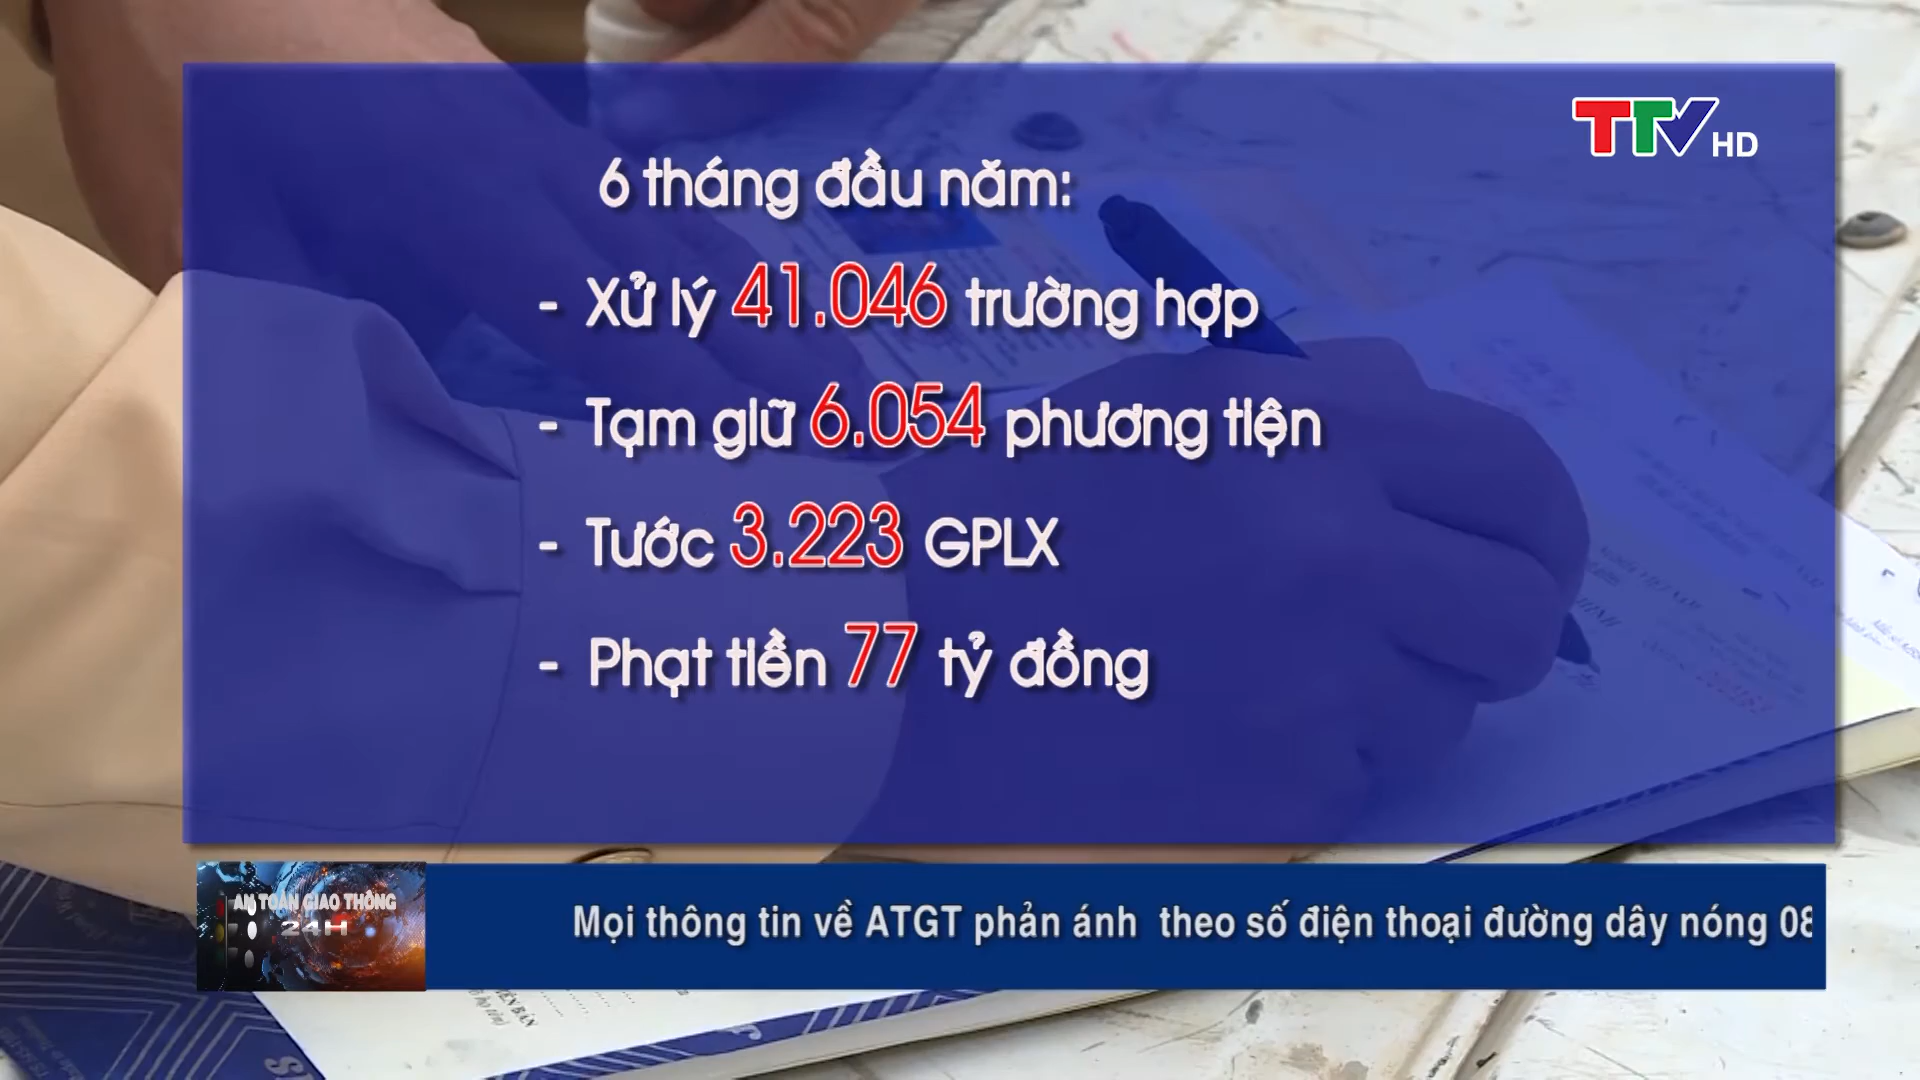 TTV HD
6 tháng đầu năm:
- Xử lý 41.046 trường hợp
- Tạm giữ 6.054 phương tiện
- Tước 3.223 GPLX
- Phạt tiền 77 tỷ đồng
AN TOÀN GIAO THÔNG
24H
Mọi thông tin về ATGT phản ánh theo số điện thoại đường dây nóng 08